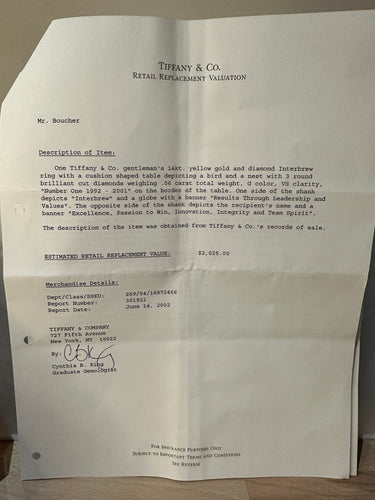 TIFFANY & CO.
RETAIL REPLACEMENT VALUATION
Mr. Boucher
Description of Item:
One Tiffany & Co. gentleman's 14kt. yellow gold and diamond Interbrew
ring with a cushion shaped table depicting a bird and a nest with 3 round
brilliant cut diamonds weighing .06 carat total weight, G color, VS clarity,
"Number One 1992 - 2001" on the border of the table. One side of the shank
depicts "Interbrew" and a globe with a banner "Results Through Leadership and
Values". The opposite side of the shank depicts the recipient's name and a
banner "Excellence, Passion to Win, Innovation, Integrity and Team Spirit".
The description of the item was obtained from Tiffany & Co.'s records of sale.
ESTIMATED RETAIL REPLACEMENT VALUE: $2,025.00
Merchandise Details:
Dept/Class/SSKU: 259/54/16872466
Report Number: 301921
Report Date: June 14, 2002
TIFFANY & COMPANY
727 Fifth Avenue
New York, NY 10022
By:
Cynthia B. King
Graduate Gemologist
FOR INSURANCE PURPOSES ONLY
SUBJECT TO IMPORTANT TERMS AND CONDITIONS
SEE REVERSE